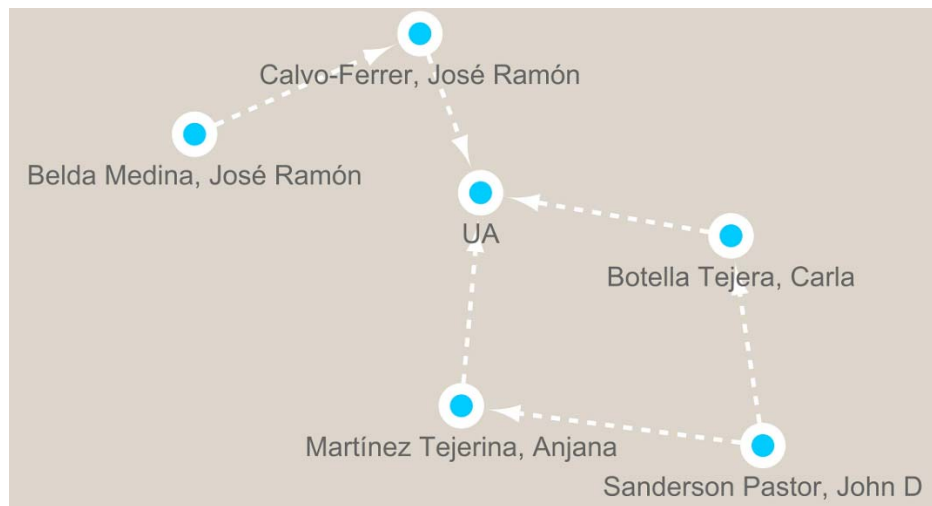 Calvo-Ferrer, José Ramón
Belda Medina, José Ramón
UA
Botella Tejera, Carla
Martínez Tejerina, Anjana
Sanderson Pastor, John D